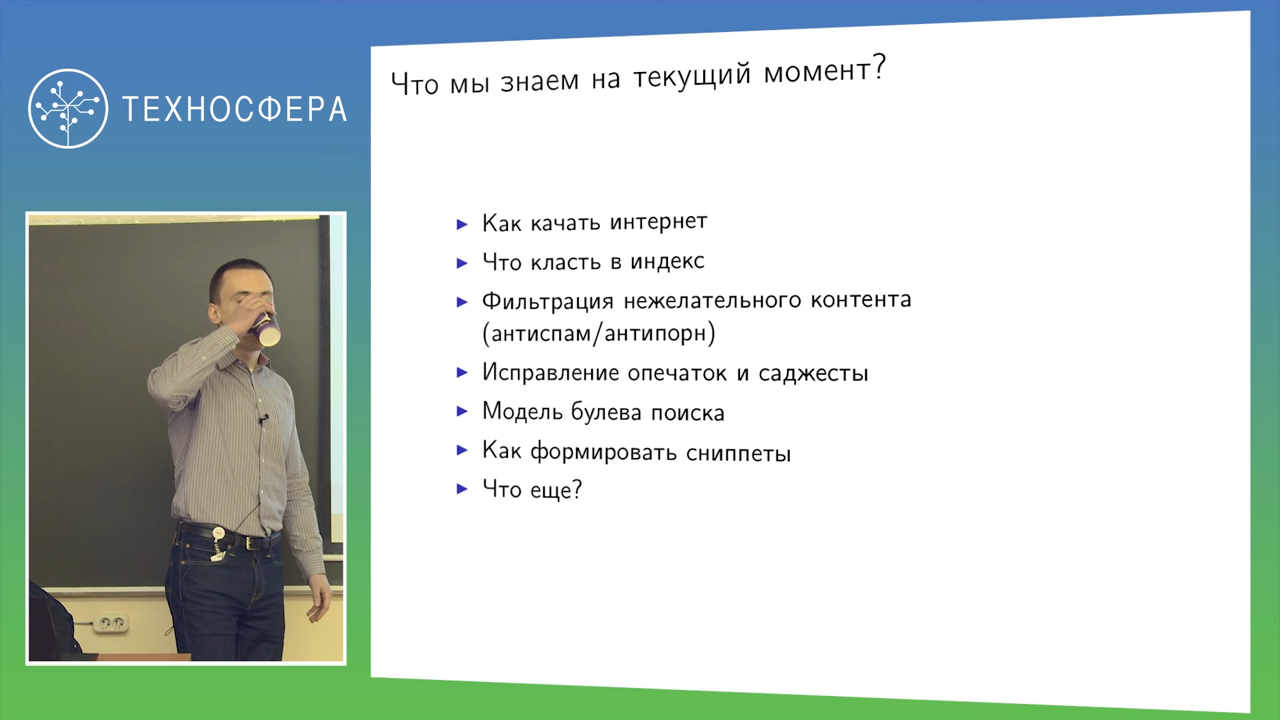 ТЕХНОСФЕРА
Что мы знаем на текущий момент?
Как качать интернет
Что класть в индекс
Фильтрация нежелательного контента
(антиспам/антипорн)
Исправление опечаток и саджесты
Модель булева поиска
Как формировать сниппеты
Что еще?